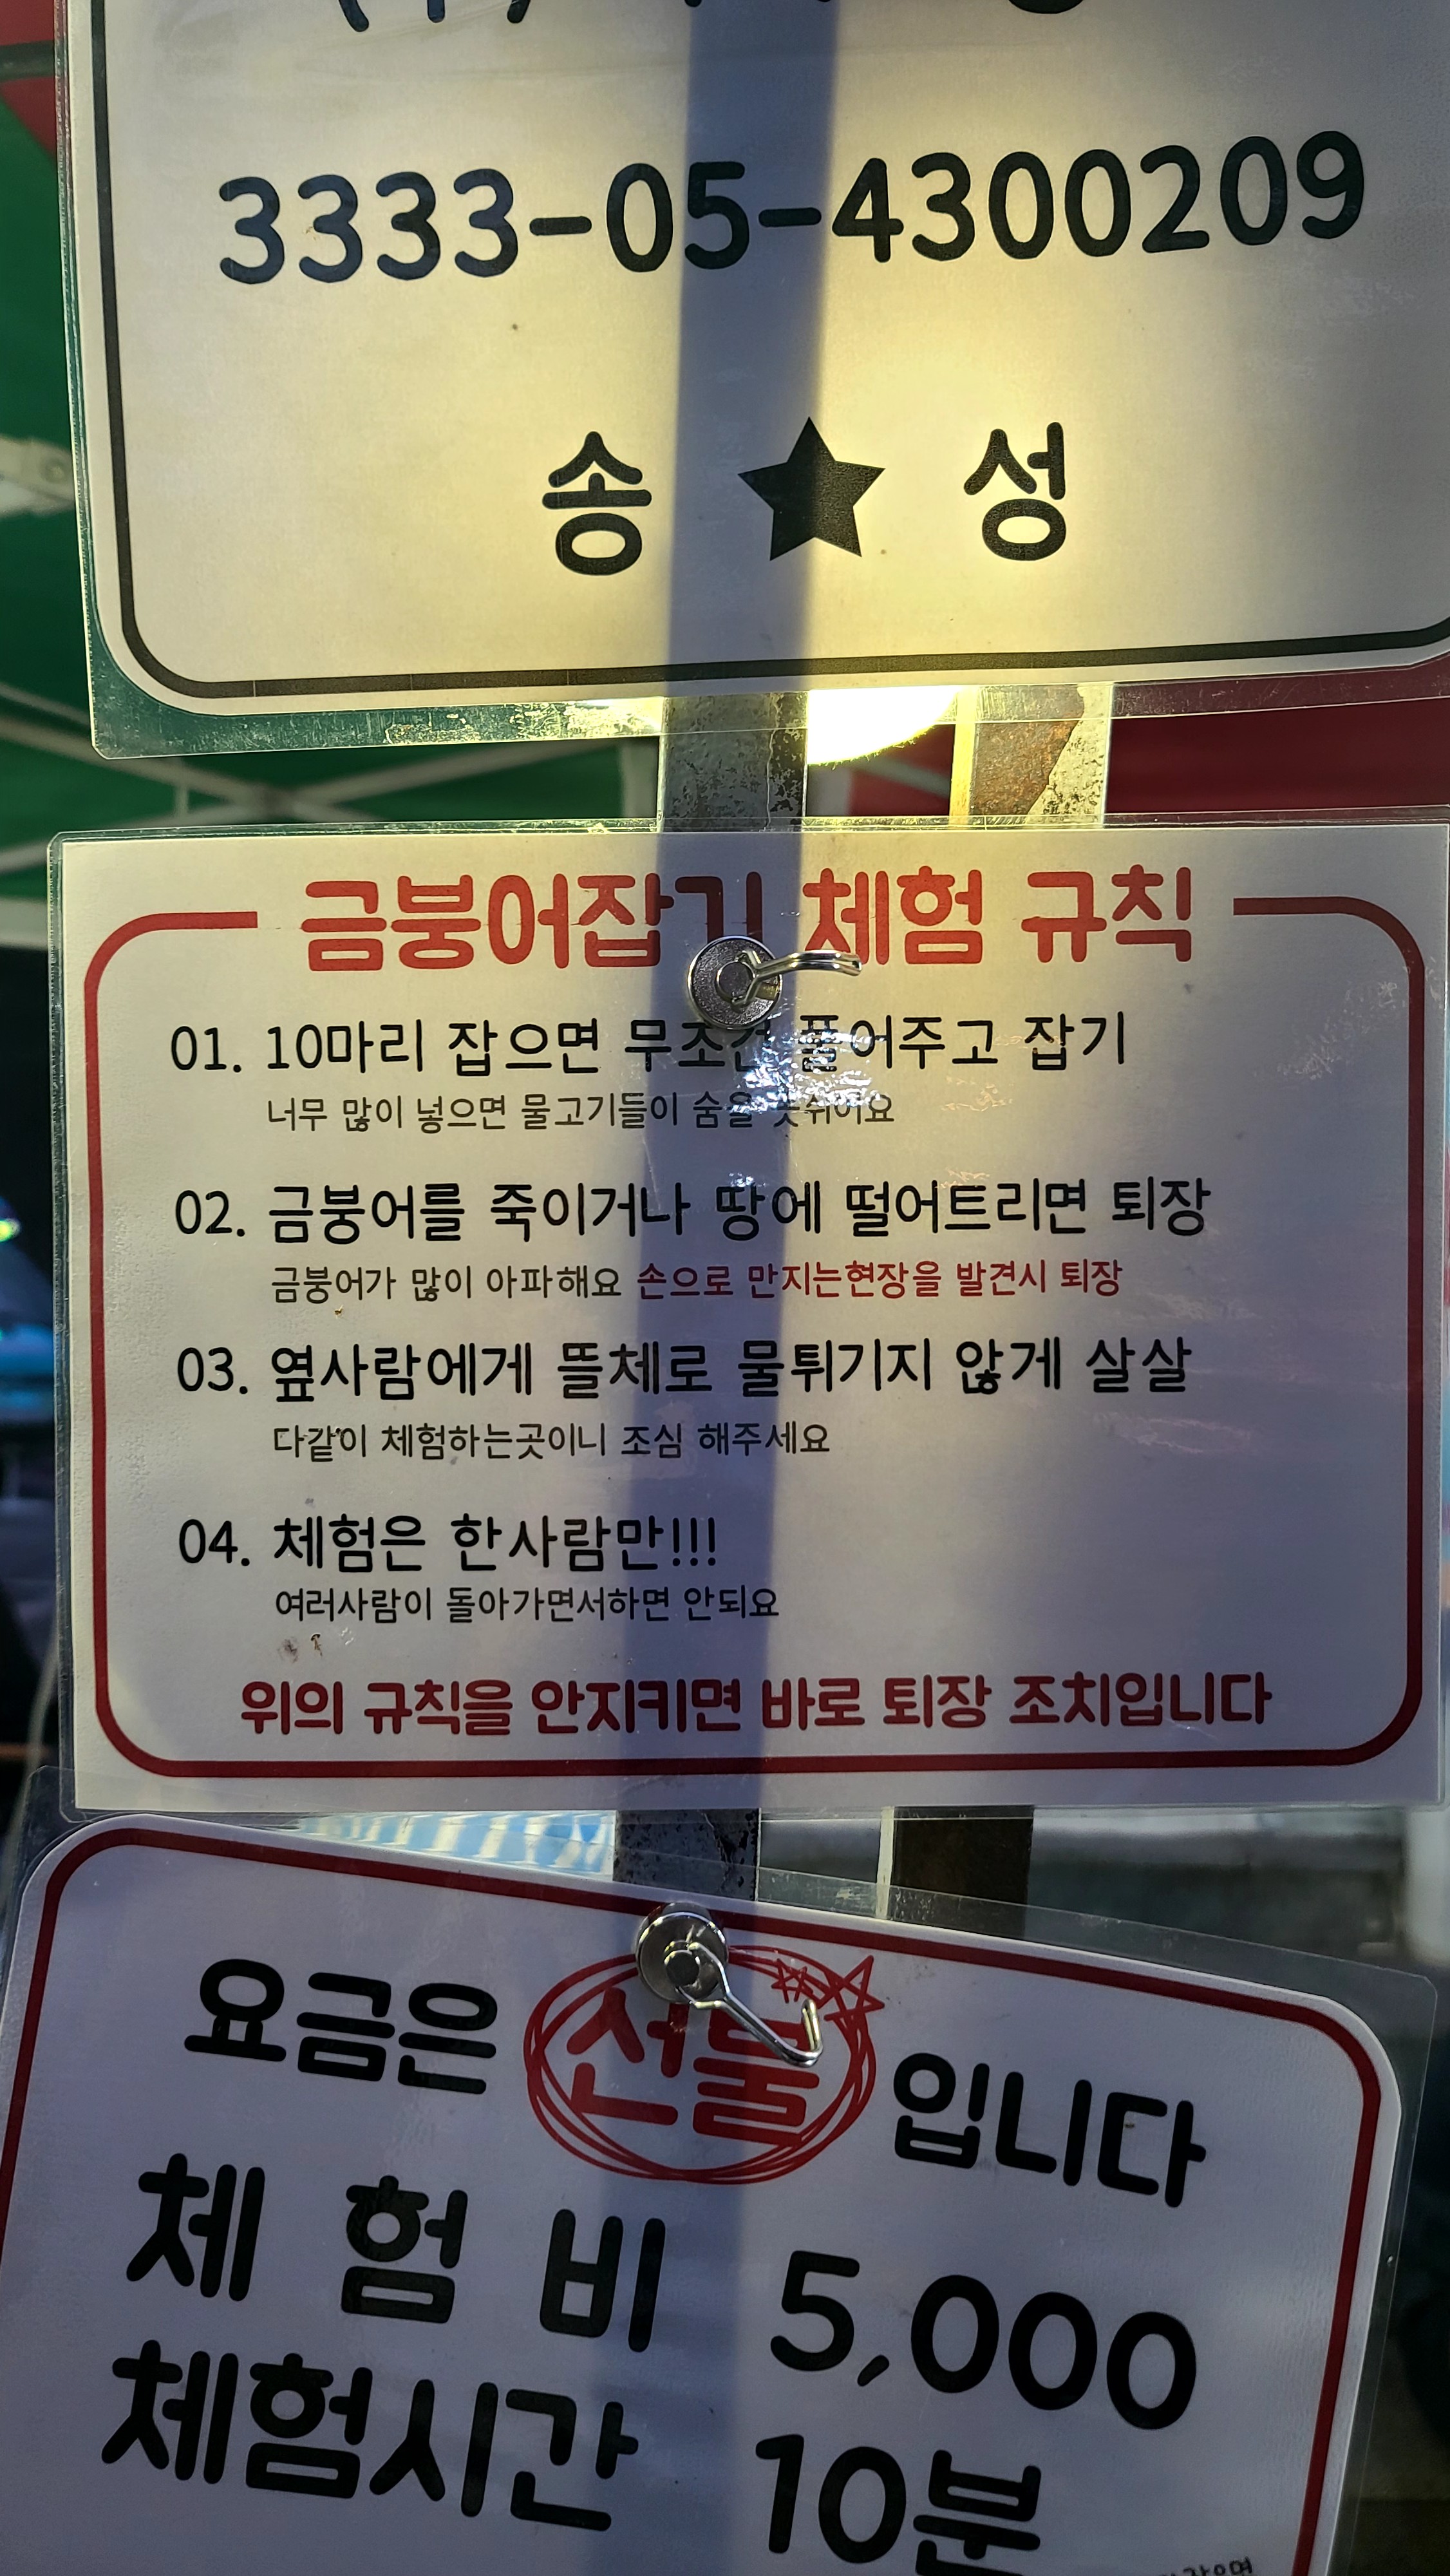 3333-05-4300209
송 ★ 성
금붕어잡기 체험 규칙
01. 10마리 잡으면 무조건 풀어주고 잡기
너무 많이 넣으면 물고기들이 숨을 못쉬어요
02. 금붕어를 죽이거나 땅에 떨어트리면 퇴장
금붕어가 많이 아파해요 손으로 만지는현장을 발견시 퇴장
03. 옆사람에게 뜰체로 물튀기지 않게 살살
다같이 체험하는곳이니 조심 해주세요
04. 체험은 한사람만!!!
여러사람이 돌아가면서하면 안되요
위의 규칙을 안지키면 바로 퇴장 조치입니다
요금은 선불 입니다
체 험 비 5,000
체험시간 10분